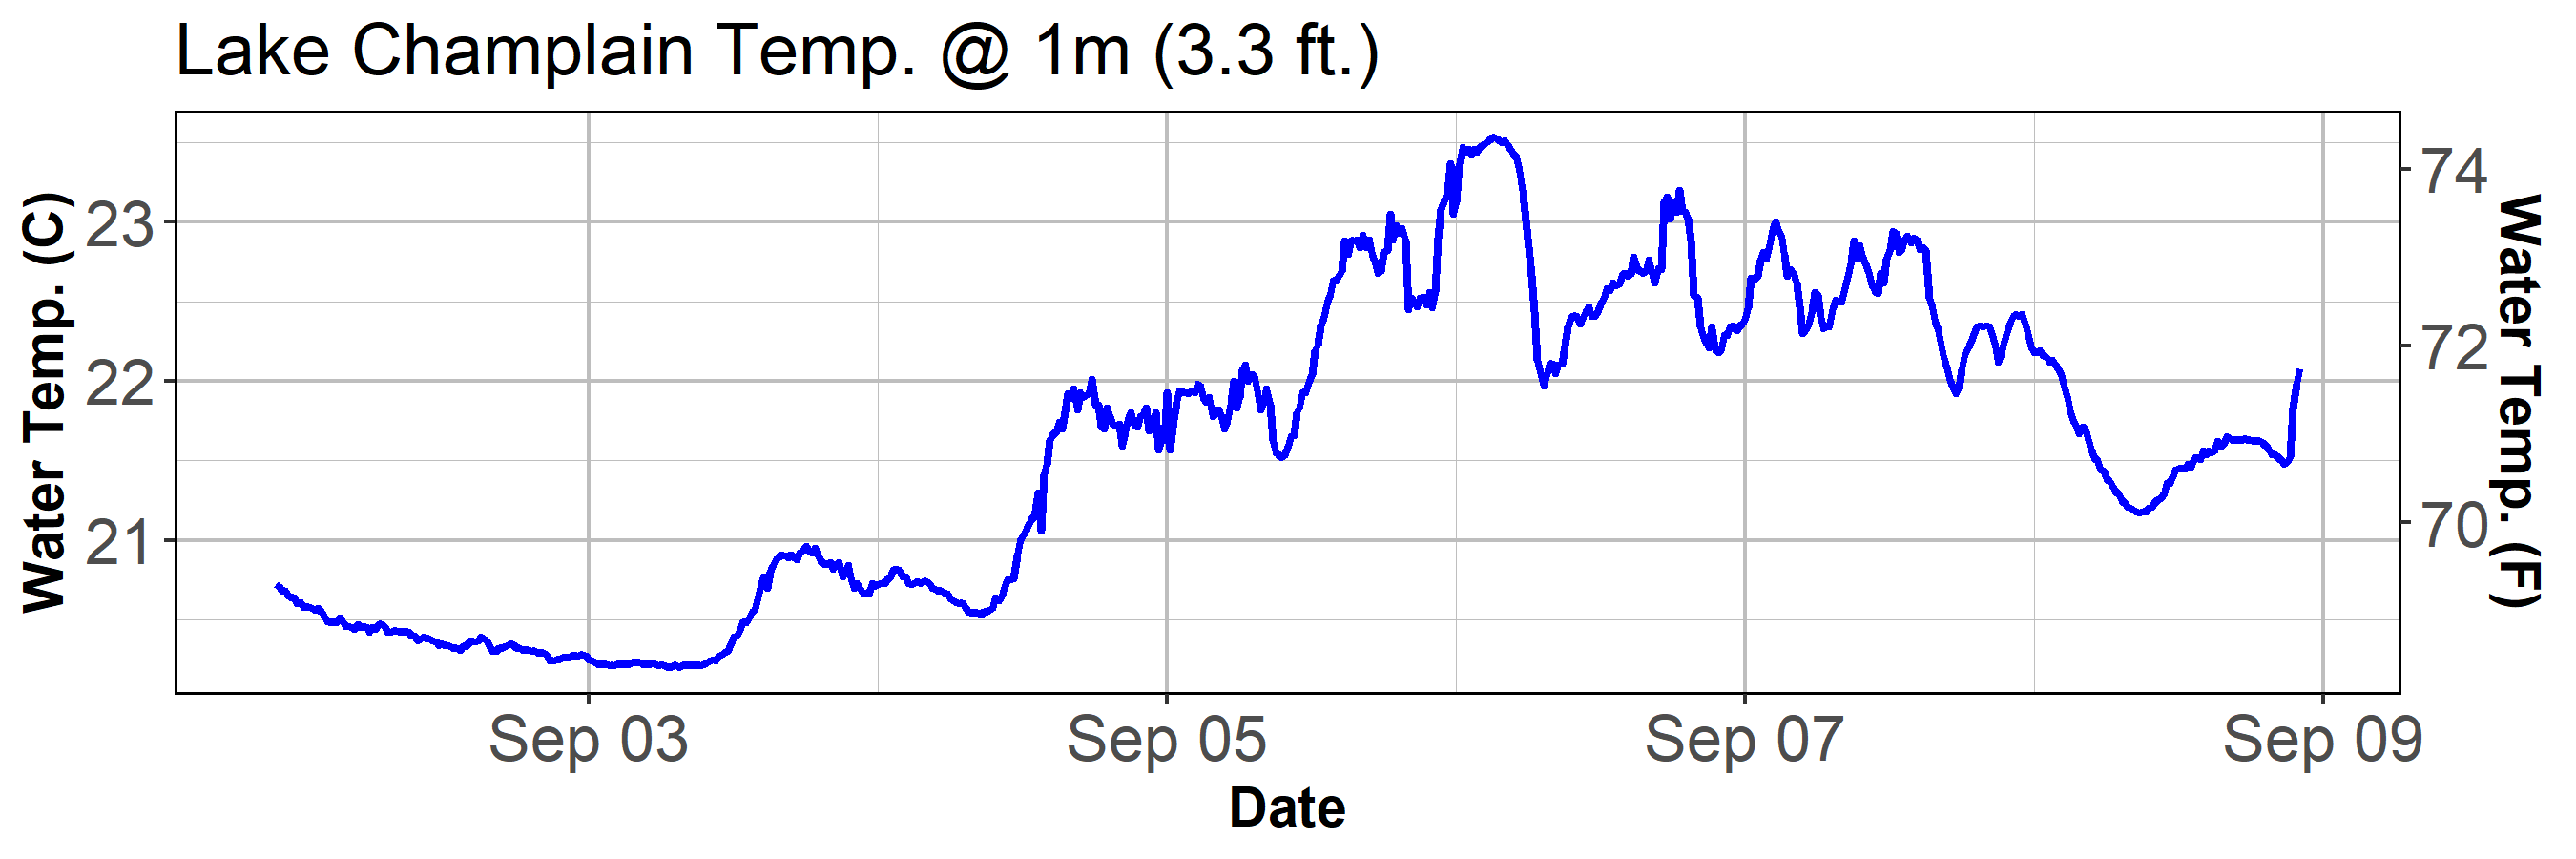 Lake Champlain Temp. @ 1m (3.3 ft.)
Water Temp. (C)
23
22
21
74
72
70
Water Temp. (F)
Sep 03 Sep 05 Sep 07 Sep 09
Date